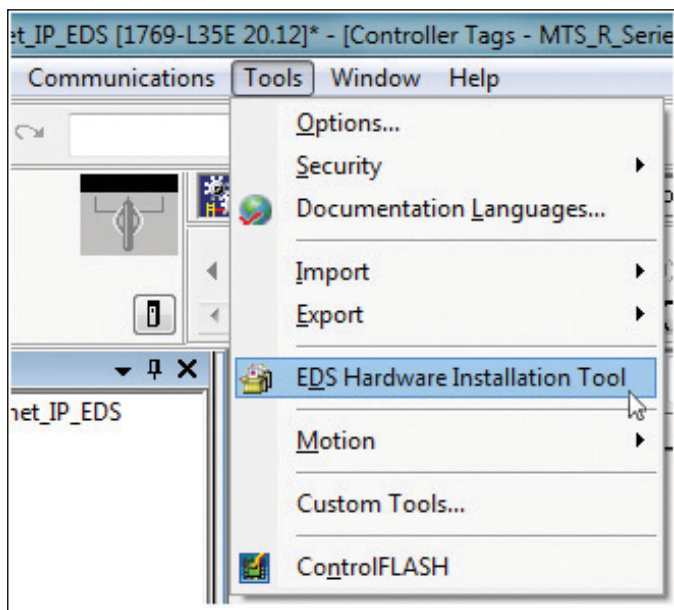 et_IP_EDS [1769-L35E 20.12]* - [Controller Tags - MTS_R_Serie
Communications Tools Window Help
Options...
Security
Documentation Languages...
Import
Export
EDS Hardware Installation Tool
net_IP_EDS
Motion
Custom Tools...
ControlFLASH